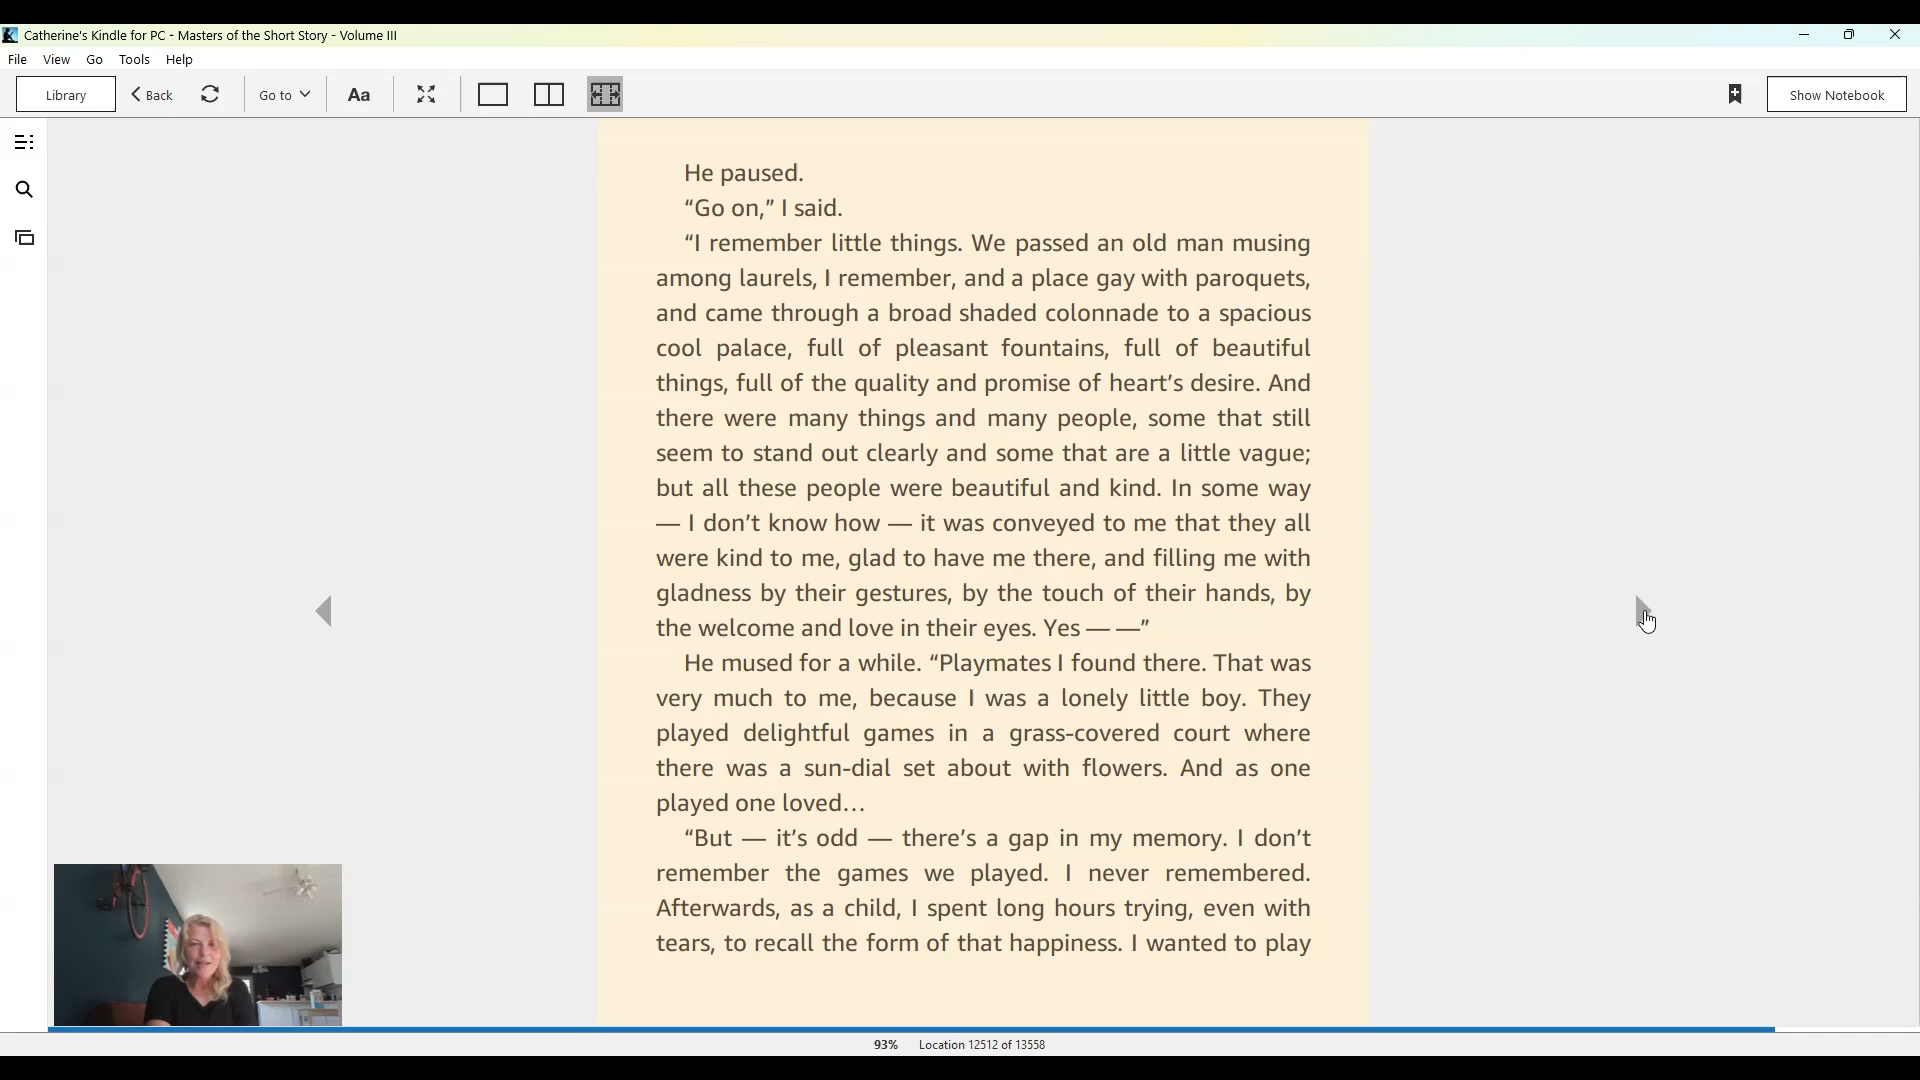 Catherine's Kindle for PC - Masters of the Short Story - Volume III
File View Go Tools Help
Library Back Go to Aa Show Notebook
He paused.
“Go on,” I said.
“I remember little things. We passed an old man musing
among laurels, I remember, and a place gay with paroquets,
and came through a broad shaded colonnade to a spacious
cool palace, full of pleasant fountains, full of beautiful
things, full of the quality and promise of heart’s desire. And
there were many things and many people, some that still
seem to stand out clearly and some that are a little vague;
but all these people were beautiful and kind. In some way
— I don’t know how — it was conveyed to me that they all
were kind to me, glad to have me there, and filling me with
gladness by their gestures, by the touch of their hands, by
the welcome and love in their eyes. Yes — —”
He mused for a while. “Playmates I found there. That was
very much to me, because I was a lonely little boy. They
played delightful games in a grass-covered court where
there was a sun-dial set about with flowers. And as one
played one loved…
“But — it’s odd — there’s a gap in my memory. I don’t
remember the games we played. I never remembered.
Afterwards, as a child, I spent long hours trying, even with
tears, to recall the form of that happiness. I wanted to play
93% Location 12512 of 13558